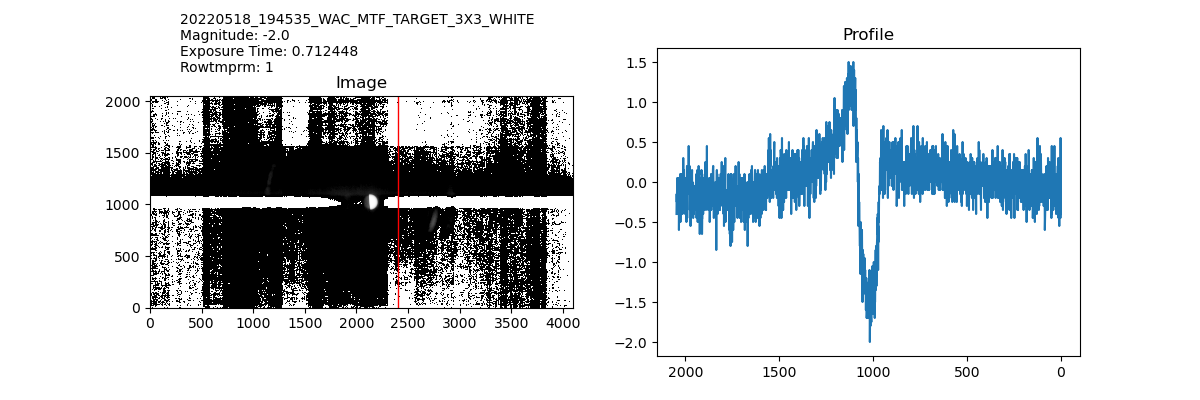 20220518_194535_WAC_MTF_TARGET_3X3_WHITE
Magnitude: -2.0
Exposure Time: 0.712448
Rowtmprm: 1
Image
2000
1500
1000
500
0
0 500 1000 1500 2000 2500 3000 3500 4000
Profile
1.5
1.0
0.5
0.0
−0.5
−1.0
−1.5
−2.0
2000 1500 1000 500 0